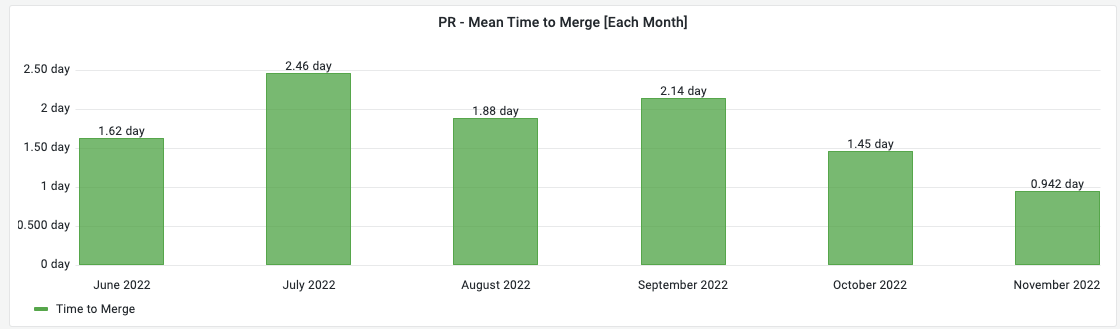 PR - Mean Time to Merge [Each Month]
2.50 day
2 day
1.50 day
1 day
0.500 day
0 day
1.62 day
2.46 day
1.88 day
2.14 day
1.45 day
0.942 day
June 2022
July 2022
August 2022
September 2022
October 2022
November 2022
Time to Merge